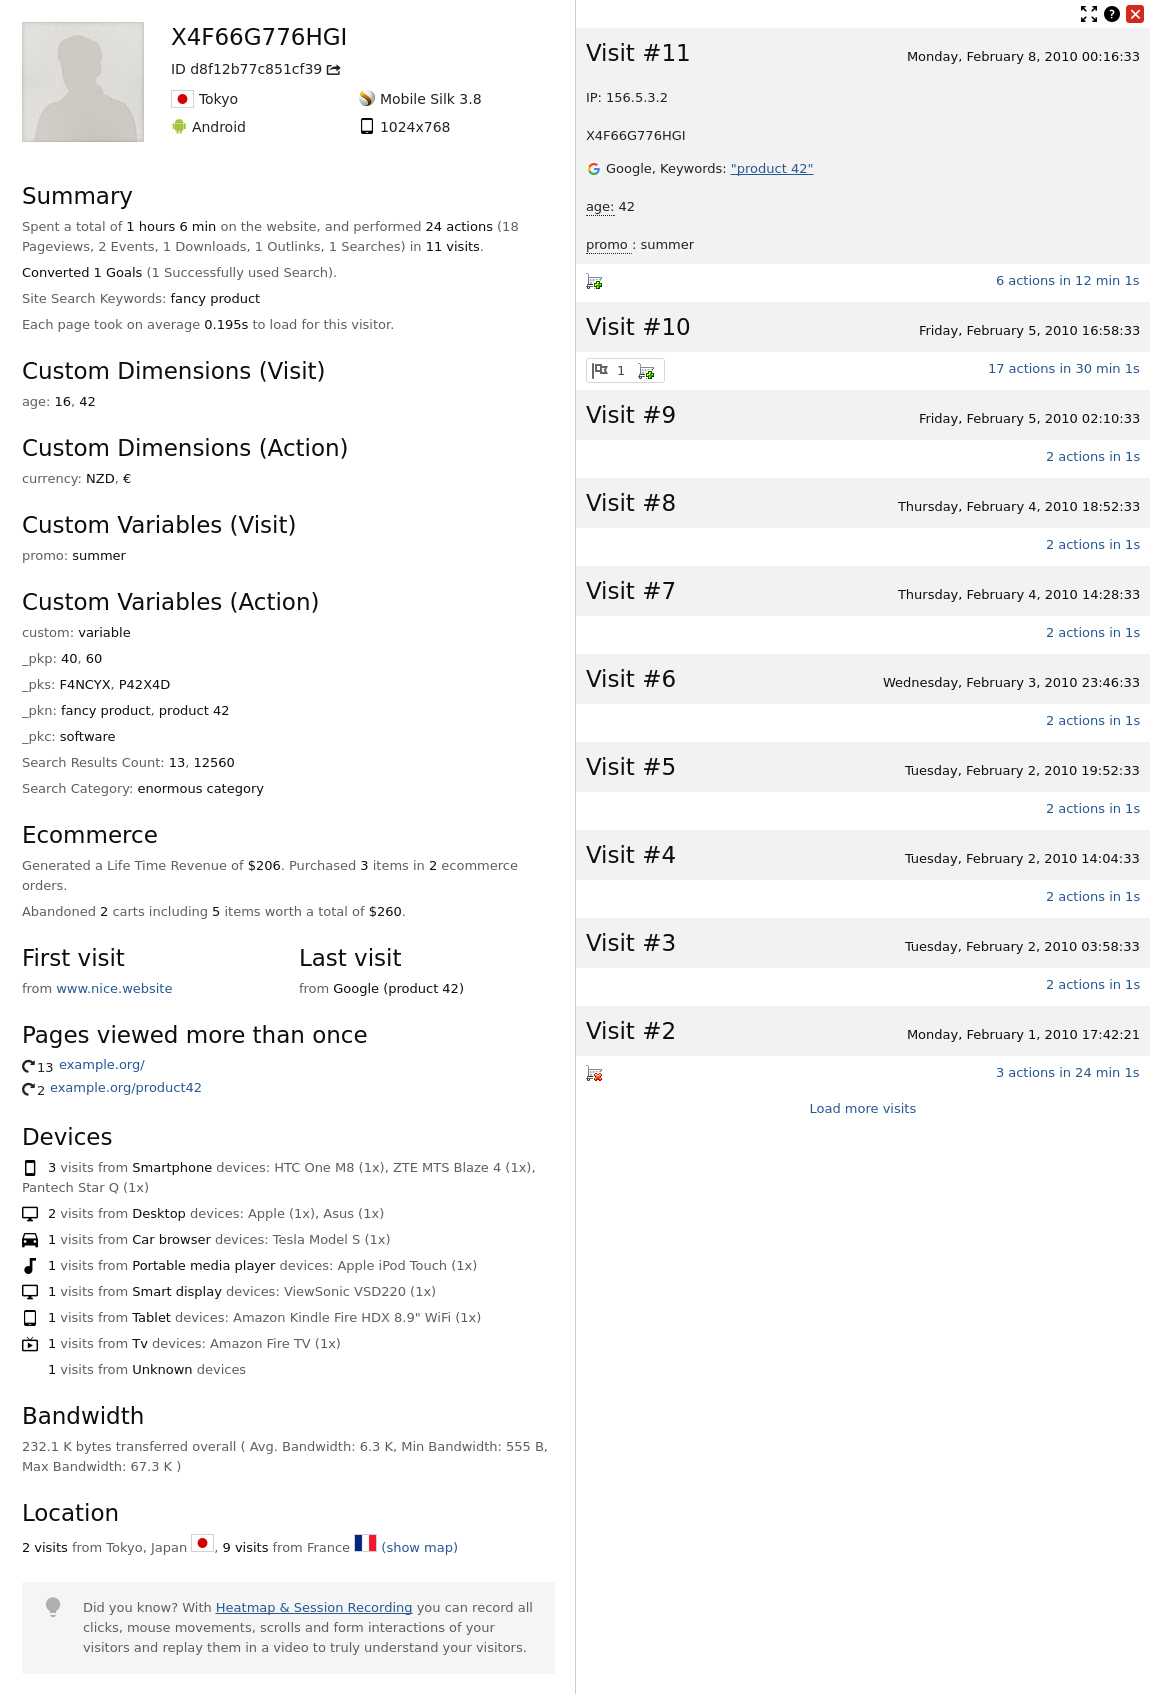 X4F66G776HGI
ID d8f12b77c851cf39
Tokyo
Mobile Silk 3.8
Android
1024x768
Summary
Spent a total of 1 hours 6 min on the website, and performed 24 actions (18
Pageviews, 2 Events, 1 Downloads, 1 Outlinks, 1 Searches) in 11 visits.
Converted 1 Goals (1 Successfully used Search).
Site Search Keywords: fancy product
Each page took on average 0.195s to load for this visitor.
Custom Dimensions (Visit)
age: 16, 42
Custom Dimensions (Action)
currency: NZD, €
Custom Variables (Visit)
promo: summer
Custom Variables (Action)
custom: variable
_pkp: 40, 60
_pks: F4NCYX, P42X4D
_pkn: fancy product, product 42
_pkc: software
Search Results Count: 13, 12560
Search Category: enormous category
Ecommerce
Generated a Life Time Revenue of $206. Purchased 3 items in 2 ecommerce
orders.
Abandoned 2 carts including 5 items worth a total of $260.
First visit
from www.nice.website
Last visit
from Google (product 42)
Pages viewed more than once
13 example.org/
2 example.org/product42
Devices
3 visits from Smartphone devices: HTC One M8 (1x), ZTE MTS Blaze 4 (1x),
Pantech Star Q (1x)
2 visits from Desktop devices: Apple (1x), Asus (1x)
1 visits from Car browser devices: Tesla Model S (1x)
1 visits from Portable media player devices: Apple iPod Touch (1x)
1 visits from Smart display devices: ViewSonic VSD220 (1x)
1 visits from Tablet devices: Amazon Kindle Fire HDX 8.9" WiFi (1x)
1 visits from Tv devices: Amazon Fire TV (1x)
1 visits from Unknown devices
Bandwidth
232.1 K bytes transferred overall ( Avg. Bandwidth: 6.3 K, Min Bandwidth: 555 B,
Max Bandwidth: 67.3 K )
Location
2 visits from Tokyo, Japan , 9 visits from France (show map)
Did you know? With Heatmap & Session Recording you can record all
clicks, mouse movements, scrolls and form interactions of your
visitors and replay them in a video to truly understand your visitors.
?
Visit #11
Monday, February 8, 2010 00:16:33
IP: 156.5.3.2
X4F66G776HGI
Google, Keywords: "product 42"
age: 42
promo : summer
6 actions in 12 min 1s
Visit #10
Friday, February 5, 2010 16:58:33
1
17 actions in 30 min 1s
Visit #9
Friday, February 5, 2010 02:10:33
2 actions in 1s
Visit #8
Thursday, February 4, 2010 18:52:33
2 actions in 1s
Visit #7
Thursday, February 4, 2010 14:28:33
2 actions in 1s
Visit #6
Wednesday, February 3, 2010 23:46:33
2 actions in 1s
Visit #5
Tuesday, February 2, 2010 19:52:33
2 actions in 1s
Visit #4
Tuesday, February 2, 2010 14:04:33
2 actions in 1s
Visit #3
Tuesday, February 2, 2010 03:58:33
2 actions in 1s
Visit #2
Monday, February 1, 2010 17:42:21
3 actions in 24 min 1s
Load more visits